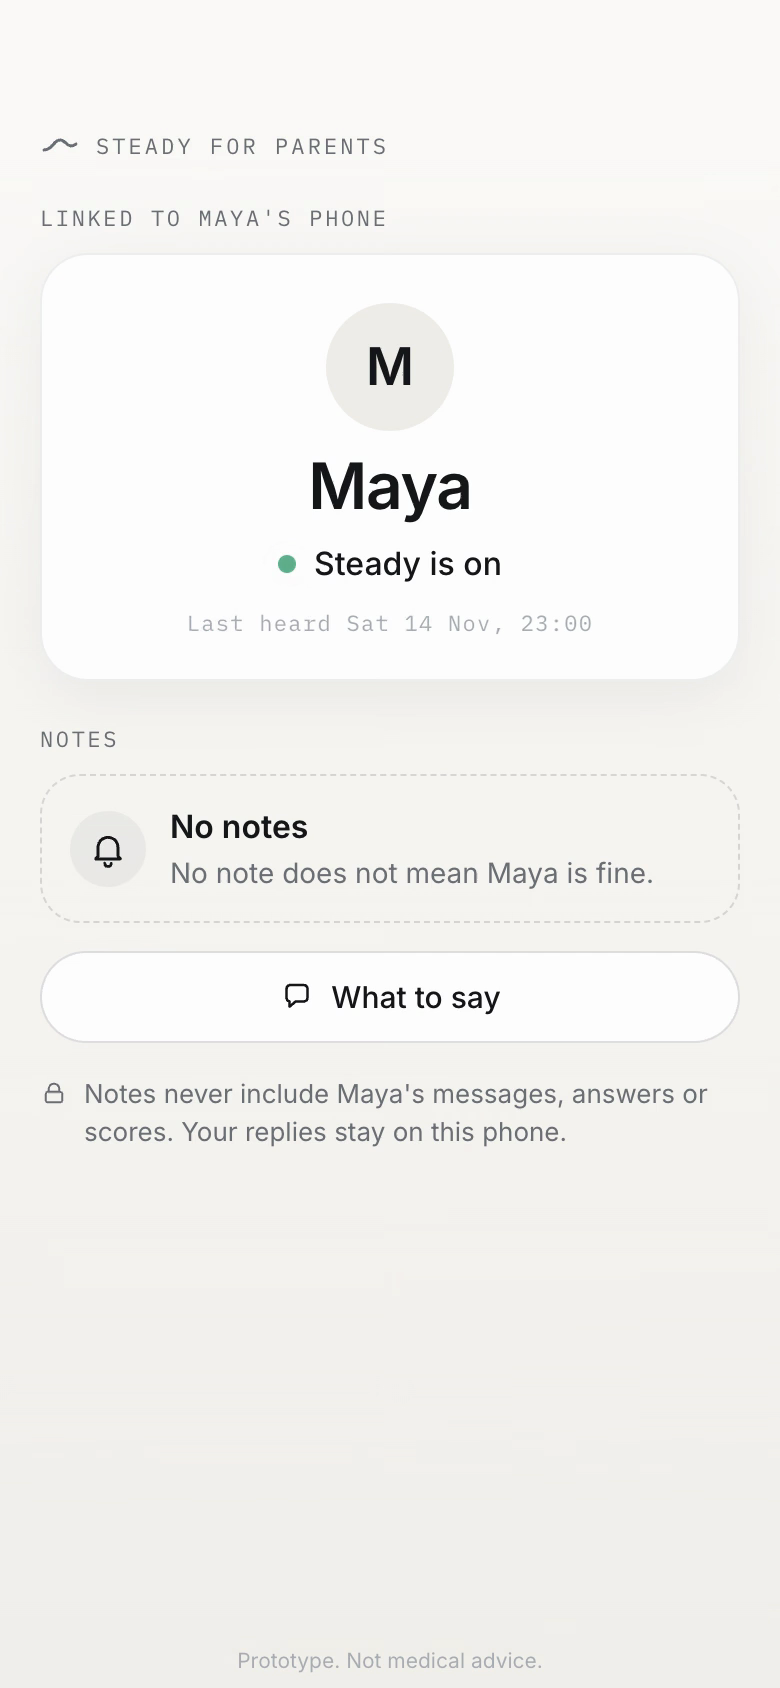 STEADY FOR PARENTS
LINKED TO MAYA'S PHONE
M
Maya
Steady is on
Last heard Sat 14 Nov, 23:00
NOTES
No notes
No note does not mean Maya is fine.
What to say
Notes never include Maya's messages, answers or
scores. Your replies stay on this phone.
Prototype. Not medical advice.